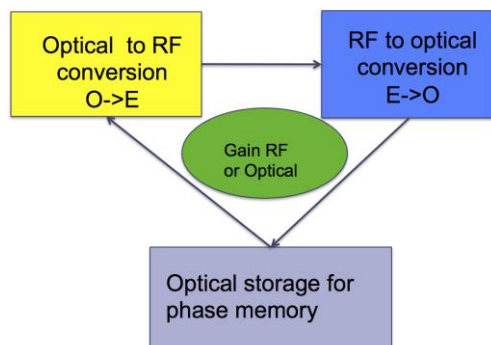 Optical to RF
conversion
O->E
RF to optical
conversion
E->O
Gain RF
or Optical
Optical storage for
phase memory